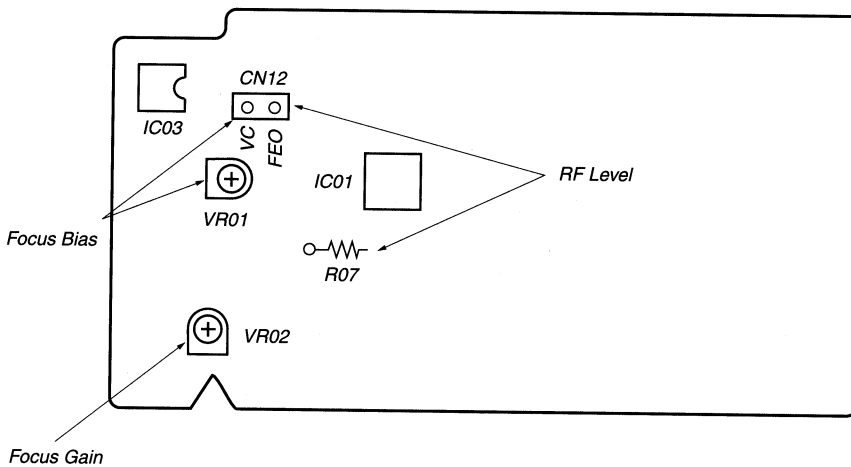 CN12
IC03
VC
FEO
IC01
RF Level
VR01
Focus Bias
R07
VR02
Focus Gain